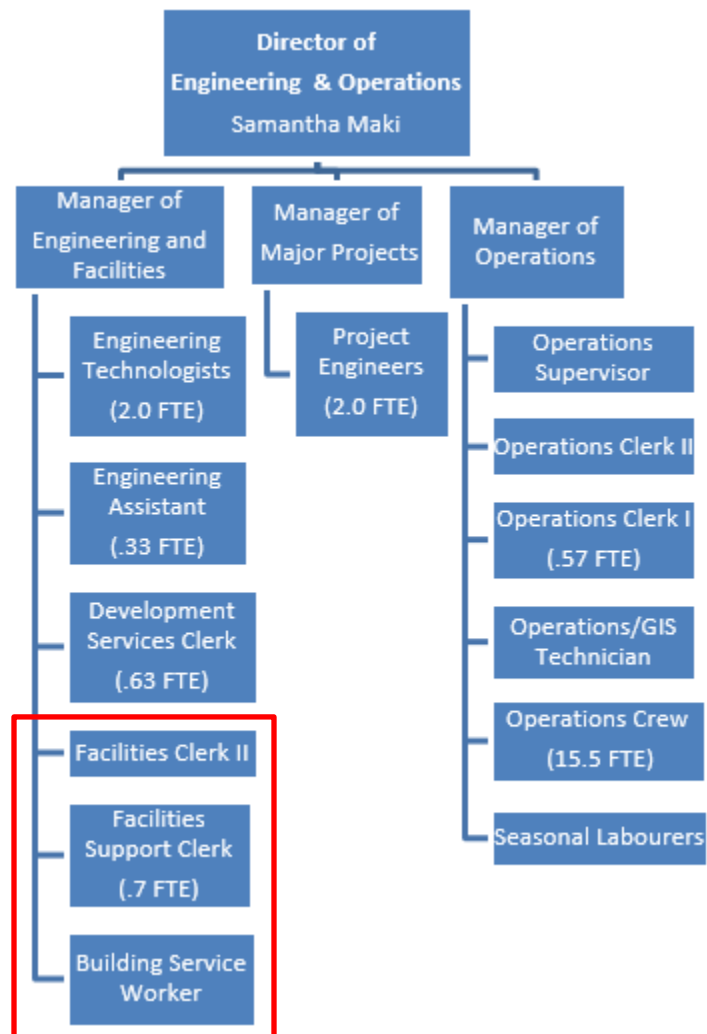 Director of
Engineering & Operations
Samantha Maki
Manager of
Engineering and
Facilities
Manager of
Major Projects
Manager of
Operations
Engineering
Technologists
(2.0 FTE)
Engineering
Assistant
(.33 FTE)
Development
Services Clerk
(.63 FTE)
Facilities Clerk II
Facilities
Support Clerk
(.7 FTE)
Building Service
Worker
Project
Engineers
(2.0 FTE)
Operations
Supervisor
Operations Clerk II
Operations Clerk I
(.57 FTE)
Operations/GIS
Technician
Operations Crew
(15.5 FTE)
Seasonal Labourers